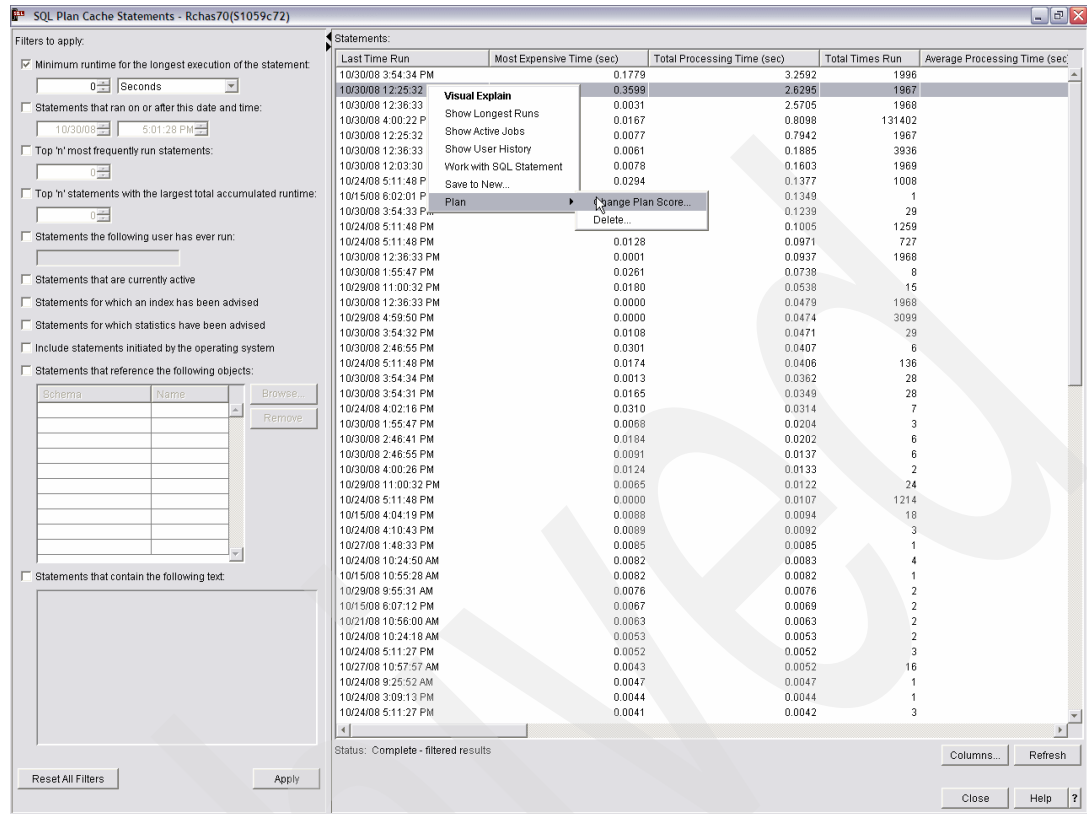 SQL Plan Cache Statements - Rchas70(S1059c72)
Filters to apply:
Minimum runtime for the longest execution of the statement:
0 Seconds
Statements that ran on or after this date and time:
10/30/08 5:01:28 PM
Top 'n' most frequently run statements:
0
Top 'n' statements with the largest total accumulated runtime:
0
Statements the following user has ever run:
Statements that are currently active
Statements for which an index has been advised
Statements for which statistics have been advised
Include statements initiated by the operating system
Statements that reference the following objects:
Schema Name Browse...
Remove
Statements that contain the following text:
Reset All Filters Apply
Statements:
Last Time Run Most Expensive Time (sec) Total Processing Time (sec) Total Times Run Average Processing Time (sec
10/30/08 3:54:34 PM 0.1779 3.2592 1996
10/30/08 12:25:32 0.3599 2.6295 1967
10/30/08 12:36:33 0.0031 2.5705 1968
10/30/08 4:00:22 P 0.0167 0.8098 131402
10/30/08 12:25:32 0.0077 0.7942 1967
10/30/08 12:36:33 0.0061 0.1885 3936
10/30/08 12:03:30 0.0078 0.1603 1969
10/24/08 5:11:48 P 0.0294 0.1377 1008
10/15/08 6:02:01 P 0.1349 1
10/30/08 3:54:33 P 0.1239 29
10/24/08 5:11:48 PM 0.1005 1259
10/24/08 5:11:48 PM 0.0128 0.0971 727
10/30/08 12:36:33 PM 0.0001 0.0937 1968
10/30/08 1:55:47 PM 0.0261 0.0738 8
10/29/08 11:00:32 PM 0.0180 0.0538 15
10/30/08 12:36:33 PM 0.0000 0.0479 1968
10/29/08 4:59:50 PM 0.0000 0.0474 3099
10/30/08 3:54:32 PM 0.0108 0.0471 29
10/30/08 2:46:55 PM 0.0301 0.0407 6
10/24/08 5:11:48 PM 0.0174 0.0406 136
10/30/08 3:54:34 PM 0.0013 0.0362 28
10/30/08 3:54:31 PM 0.0165 0.0349 28
10/24/08 4:02:16 PM 0.0310 0.0314 7
10/30/08 1:55:47 PM 0.0068 0.0204 3
10/30/08 2:46:41 PM 0.0184 0.0202 6
10/30/08 2:46:55 PM 0.0091 0.0137 6
10/30/08 4:00:26 PM 0.0124 0.0133 2
10/29/08 11:00:32 PM 0.0065 0.0122 24
10/24/08 5:11:48 PM 0.0000 0.0107 1214
10/15/08 4:04:19 PM 0.0088 0.0094 18
10/24/08 4:10:43 PM 0.0089 0.0092 3
10/27/08 1:48:33 PM 0.0085 0.0085 1
10/24/08 10:24:50 AM 0.0082 0.0083 4
10/15/08 10:55:28 AM 0.0082 0.0082 1
10/29/08 9:55:31 AM 0.0076 0.0076 2
10/15/08 6:07:12 PM 0.0067 0.0069 2
10/21/08 10:56:00 AM 0.0063 0.0063 2
10/24/08 10:24:18 AM 0.0053 0.0053 2
10/24/08 5:11:27 PM 0.0052 0.0052 3
10/27/08 10:57:57 AM 0.0043 0.0052 16
10/24/08 9:25:52 AM 0.0047 0.0047 1
10/24/08 3:09:13 PM 0.0044 0.0044 1
10/24/08 5:11:27 PM 0.0041 0.0042 3
Visual Explain
Show Longest Runs
Show Active Jobs
Show User History
Work with SQL Statement
Save to New...
Plan
Change Plan Score...
Delete...
Status: Complete - filtered results
Columns... Refresh
Close Help ?